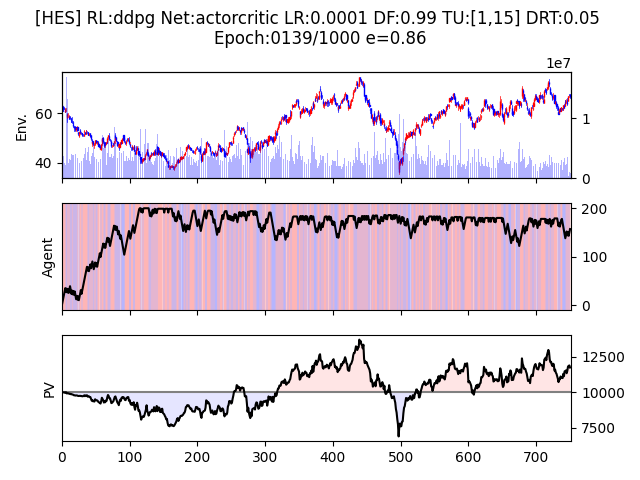 [HES] RL:ddpg Net:actorcritic LR:0.0001 DF:0.99 TU:[1,15] DRT:0.05
Epoch:0139/1000 e=0.86
1e7
Env.
60
40
1
0
Agent
200
100
0
PV
12500
10000
7500
0 100 200 300 400 500 600 700